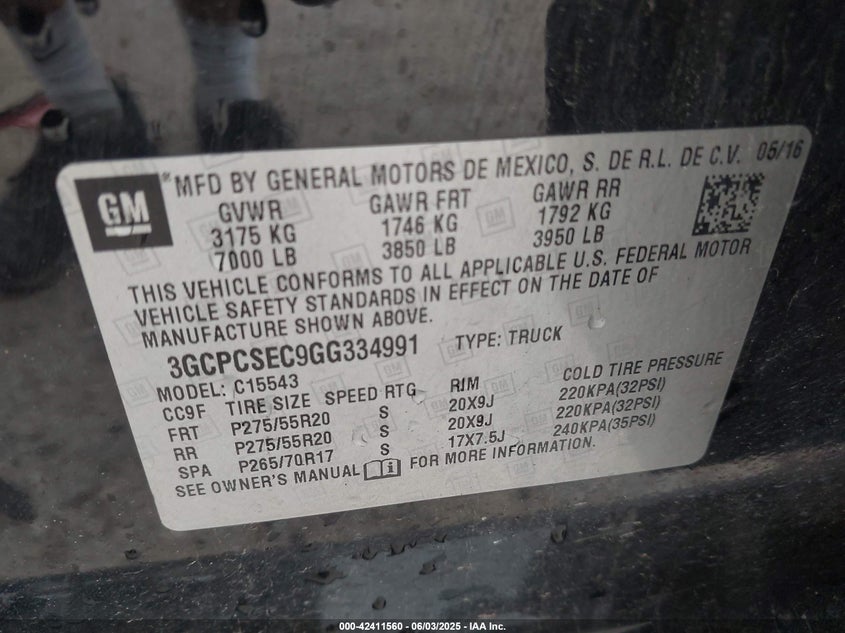 GM
MFD BY GENERAL MOTORS DE MEXICO, S. DE R.L. DE C.V. 05/16
GVWR GAWR FRT GAWR RR
3175 KG 1746 KG 1792 KG
7000 LB 3850 LB 3950 LB
THIS VEHICLE CONFORMS TO ALL APPLICABLE U.S. FEDERAL MOTOR
VEHICLE SAFETY STANDARDS IN EFFECT ON THE DATE OF
MANUFACTURE SHOWN ABOVE.
3GCPCSEC9GG334991 TYPE: TRUCK
MODEL: C15543
CC9F TIRE SIZE SPEED RTG RIM COLD TIRE PRESSURE
FRT P275/55R20 S 20X9J 220KPA(32PSI)
RR P275/55R20 S 20X9J 220KPA(32PSI)
SPA P265/70R17 S 17X7.5J 240KPA(35PSI)
SEE OWNER'S MANUAL FOR MORE INFORMATION.
000-42411560 - 06/03/2025 - IAA Inc.